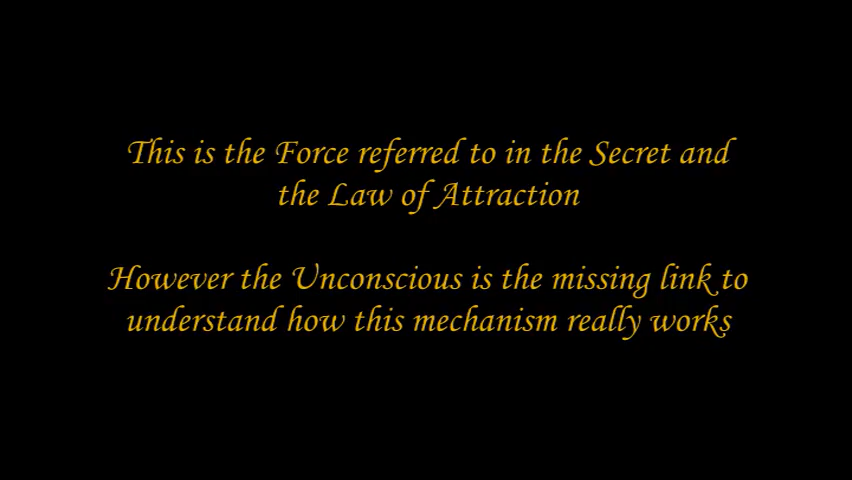 This is the Force referred to in the Secret and
the Law of Attraction
However the Unconscious is the missing link to
understand how this mechanism really works